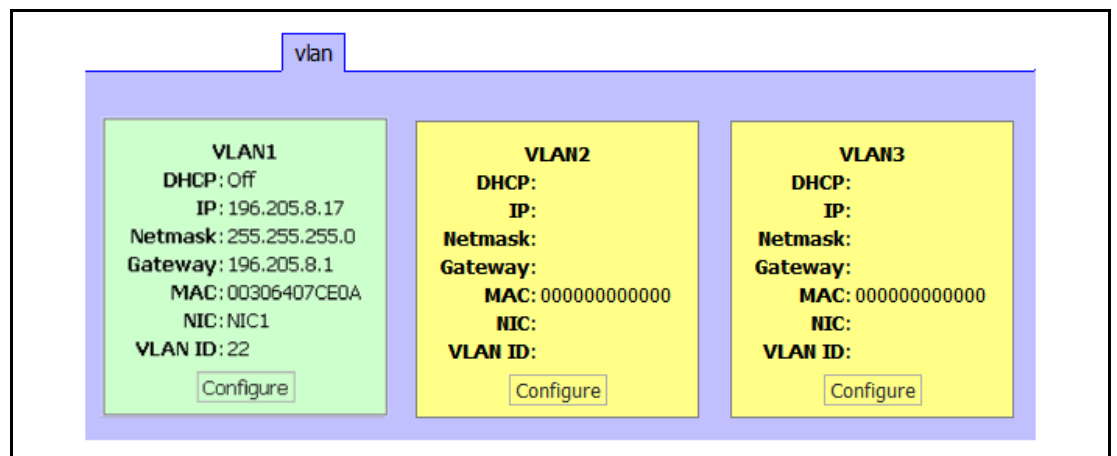 vlan
VLAN1
DHCP: Off
IP: 196.205.8.17
Netmask: 255.255.255.0
Gateway: 196.205.8.1
MAC: 00306407CE0A
NIC: NIC1
VLAN ID: 22
Configure
VLAN2
DHCP:
IP:
Netmask:
Gateway:
MAC: 000000000000
NIC:
VLAN ID:
Configure
VLAN3
DHCP:
IP:
Netmask:
Gateway:
MAC: 000000000000
NIC:
VLAN ID:
Configure